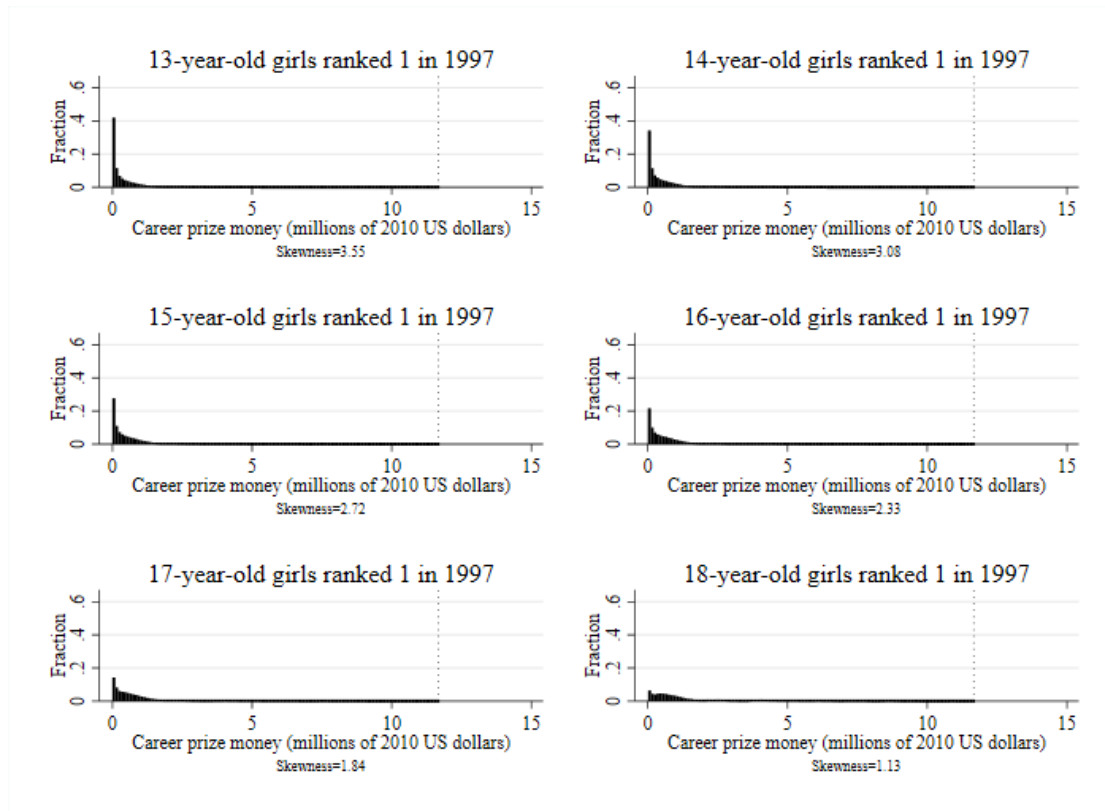 13-year-old girls ranked 1 in 1997
Fraction
0 .2 .4 .6
0 5 10 15
Career prize money (millions of 2010 US dollars)
Skewness=3.55
14-year-old girls ranked 1 in 1997
Fraction
0 .2 .4 .6
0 5 10 15
Career prize money (millions of 2010 US dollars)
Skewness=3.08
15-year-old girls ranked 1 in 1997
Fraction
0 .2 .4 .6
0 5 10 15
Career prize money (millions of 2010 US dollars)
Skewness=2.72
16-year-old girls ranked 1 in 1997
Fraction
0 .2 .4 .6
0 5 10 15
Career prize money (millions of 2010 US dollars)
Skewness=2.33
17-year-old girls ranked 1 in 1997
Fraction
0 .2 .4 .6
0 5 10 15
Career prize money (millions of 2010 US dollars)
Skewness=1.84
18-year-old girls ranked 1 in 1997
Fraction
0 .2 .4 .6
0 5 10 15
Career prize money (millions of 2010 US dollars)
Skewness=1.13